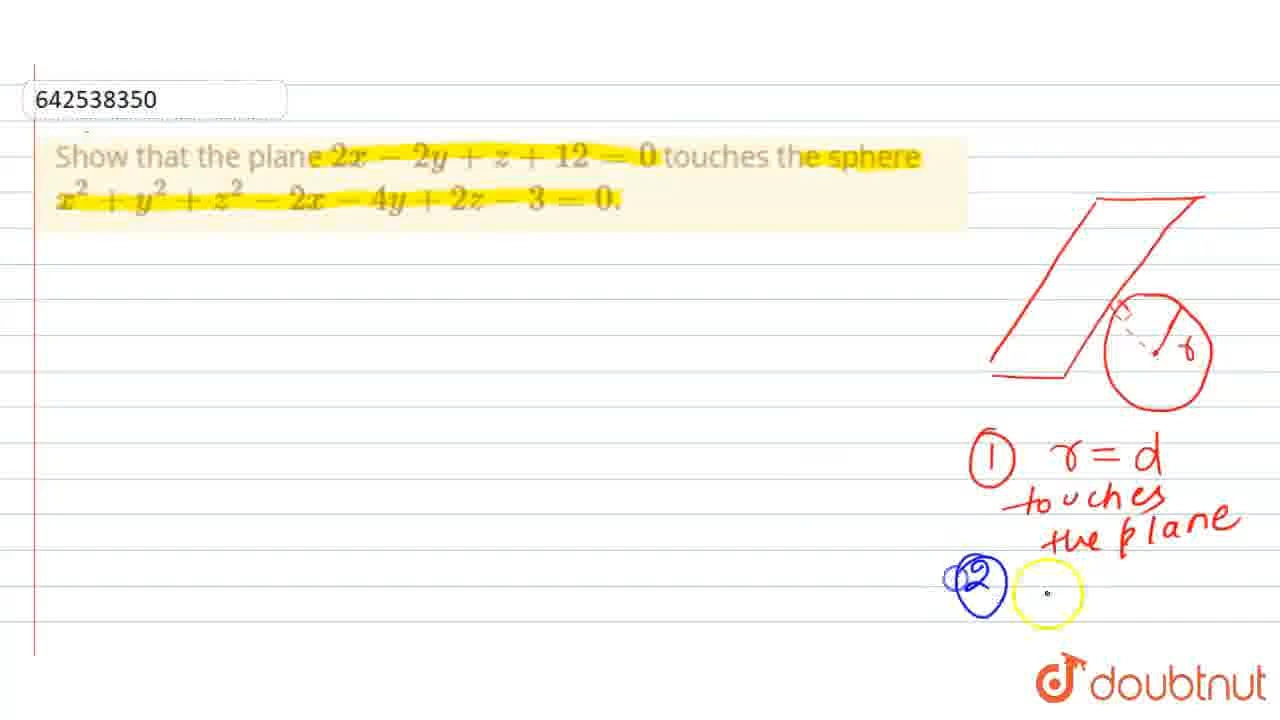 642538350
Show that the plane 2x − 2y + z + 12 = 0 touches the sphere
x² + y² + z² − 2x − 4y + 2z − 3 = 0.
r
1 r = d
touches
the plane
2
doubtnut